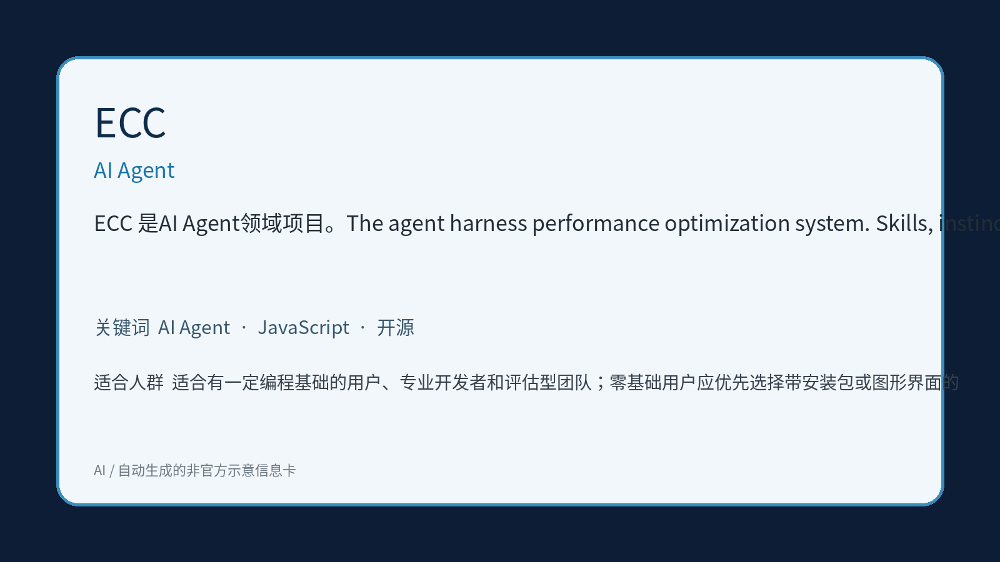 ECC
AI Agent
ECC 是AI Agent领域项目。The agent harness performance optimization system. Skills,
关键词 AI Agent · JavaScript · 开源
适合人群 适合有一定编程基础的用户、专业开发者和评估型团队；零基础用户应优先选择带安装包或图形界面的
AI / 自动生成的非官方示意信息卡